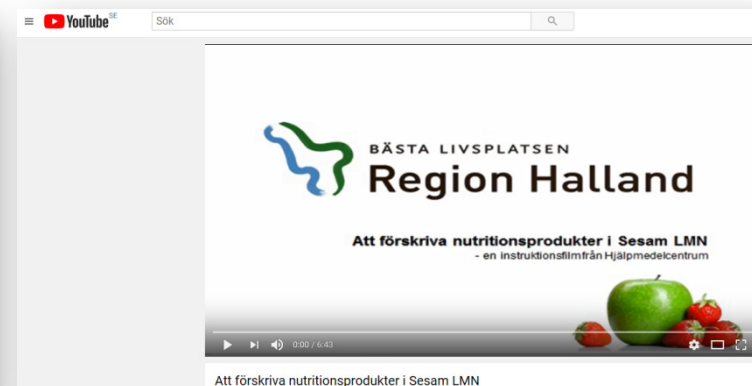 YouTube SE
Sök
BÄSTA LIVSPLATSEN
Region Halland
Att förskriva nutritionsprodukter i Sesam LMN
- en instruktionsfilmfrån Hjälpmedelcentrum
0:00 / 6:43
Att förskriva nutritionsprodukter i Sesam LMN